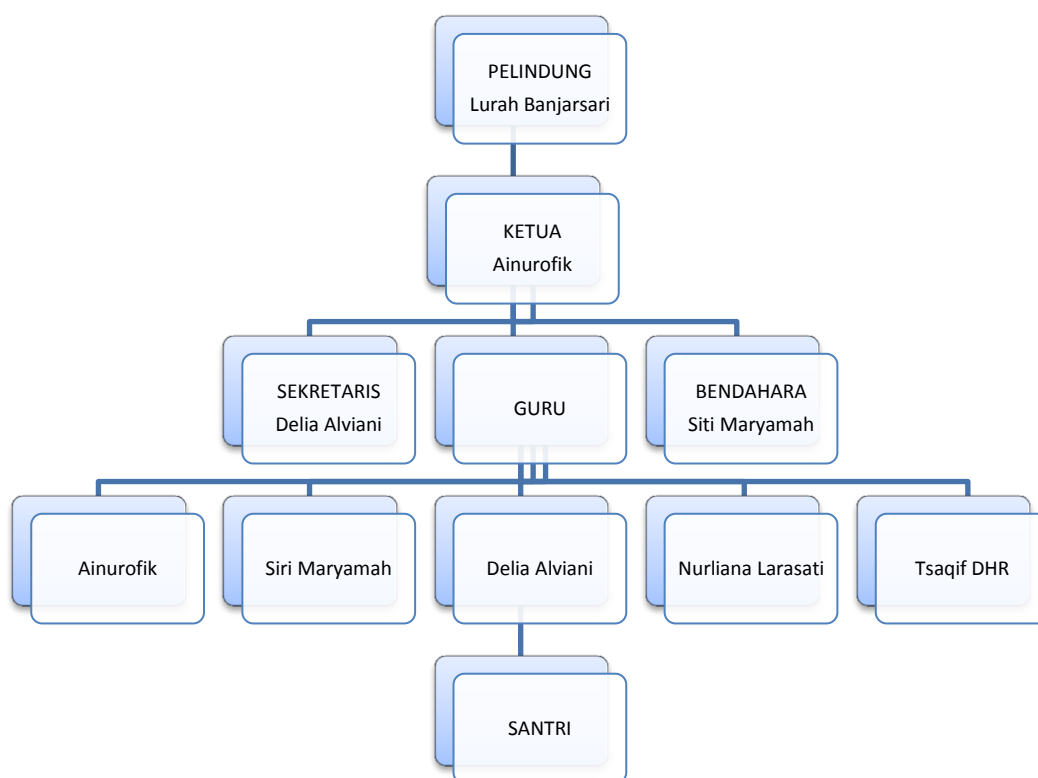 PELINDUNG
Lurah Banjarsari
KETUA
Ainurofik
SEKRETARIS
Delia Alviani
GURU
BENDAHARA
Siti Maryamah
Ainurofik
Siri Maryamah
Delia Alviani
Nurliana Larasati
Tsaqif DHR
SANTRI